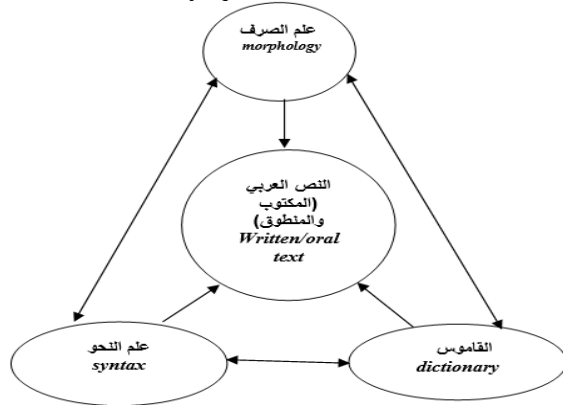 علم الصرف
morphology
النص العربي
(المكتوب
والمنطوق)
Written/oral
text
علم النحو
syntax
القاموس
dictionary